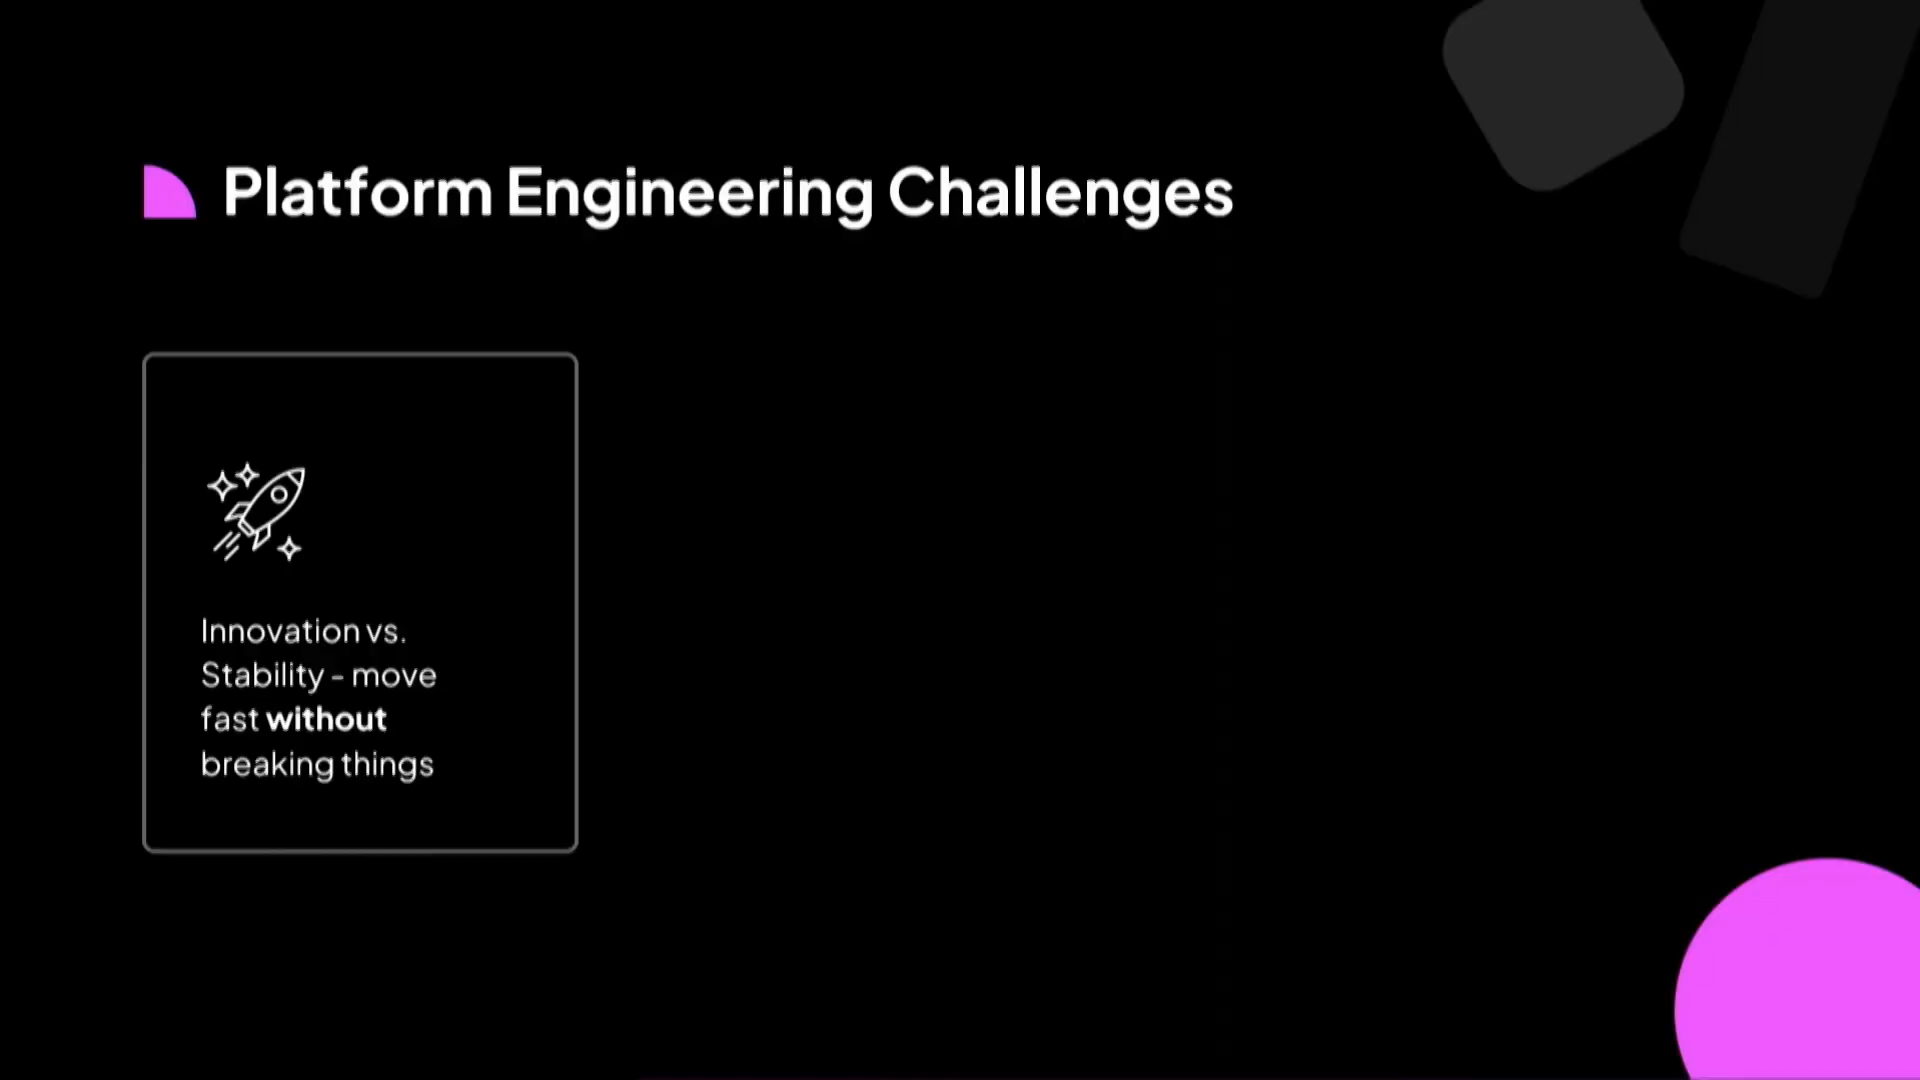 Platform Engineering Challenges
Innovation vs.
Stability - move
fast without
breaking things